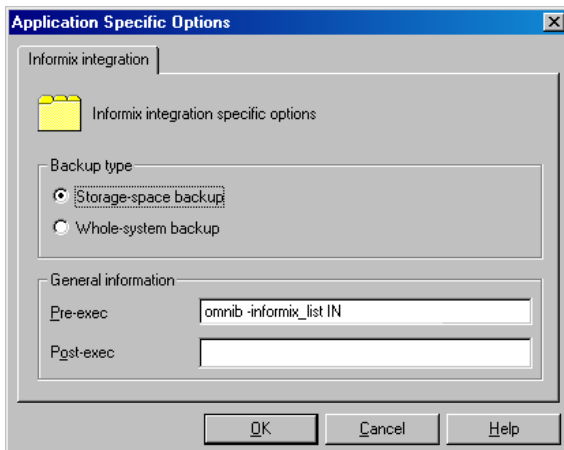 Application Specific Options
Informix integration
Informix integration specific options
Backup type
Storage-space backup
Whole-system backup
General information
Pre-exec omnib -informix_list IN
Post-exec
OK Cancel Help